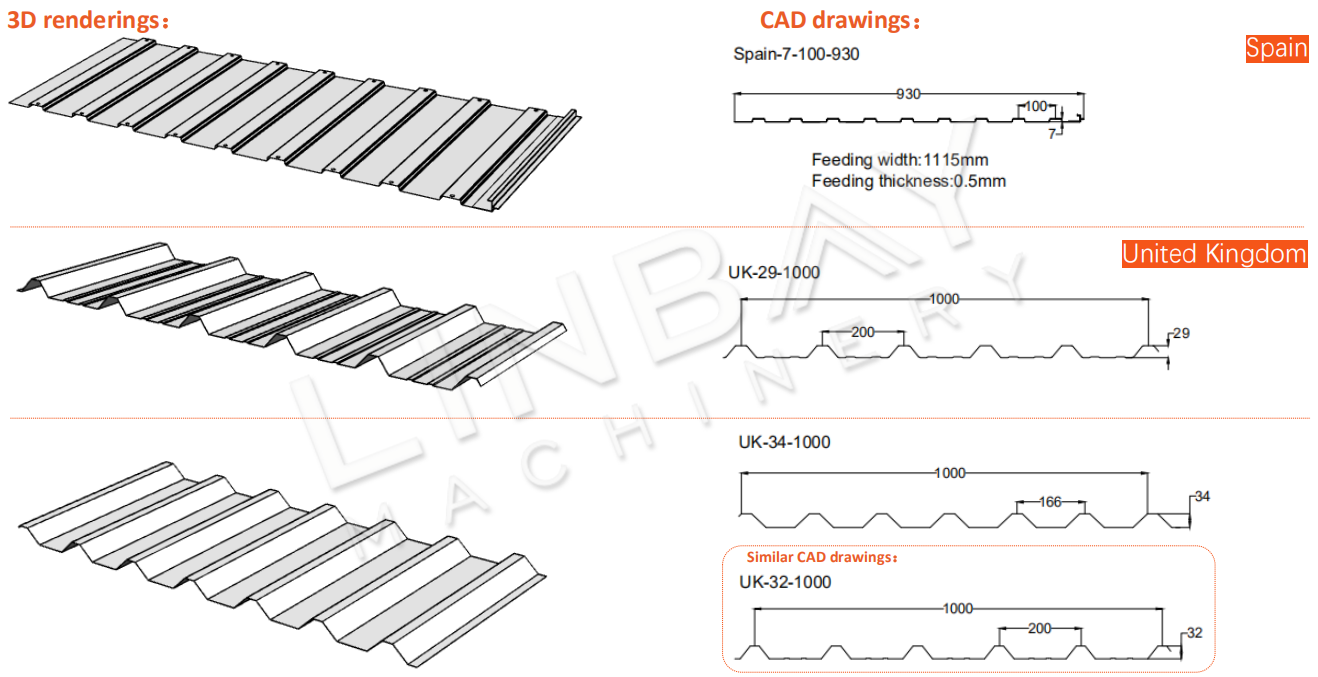 3D renderings：
CAD drawings：
Spain
Spain-7-100-930
930
100
7
Feeding width:1115mm
Feeding thickness:0.5mm
United Kingdom
UK-29-1000
1000
200
29
LINBAY
MACHINERY
UK-34-1000
1000
166
34
Similar CAD drawings：
UK-32-1000
1000
200
32